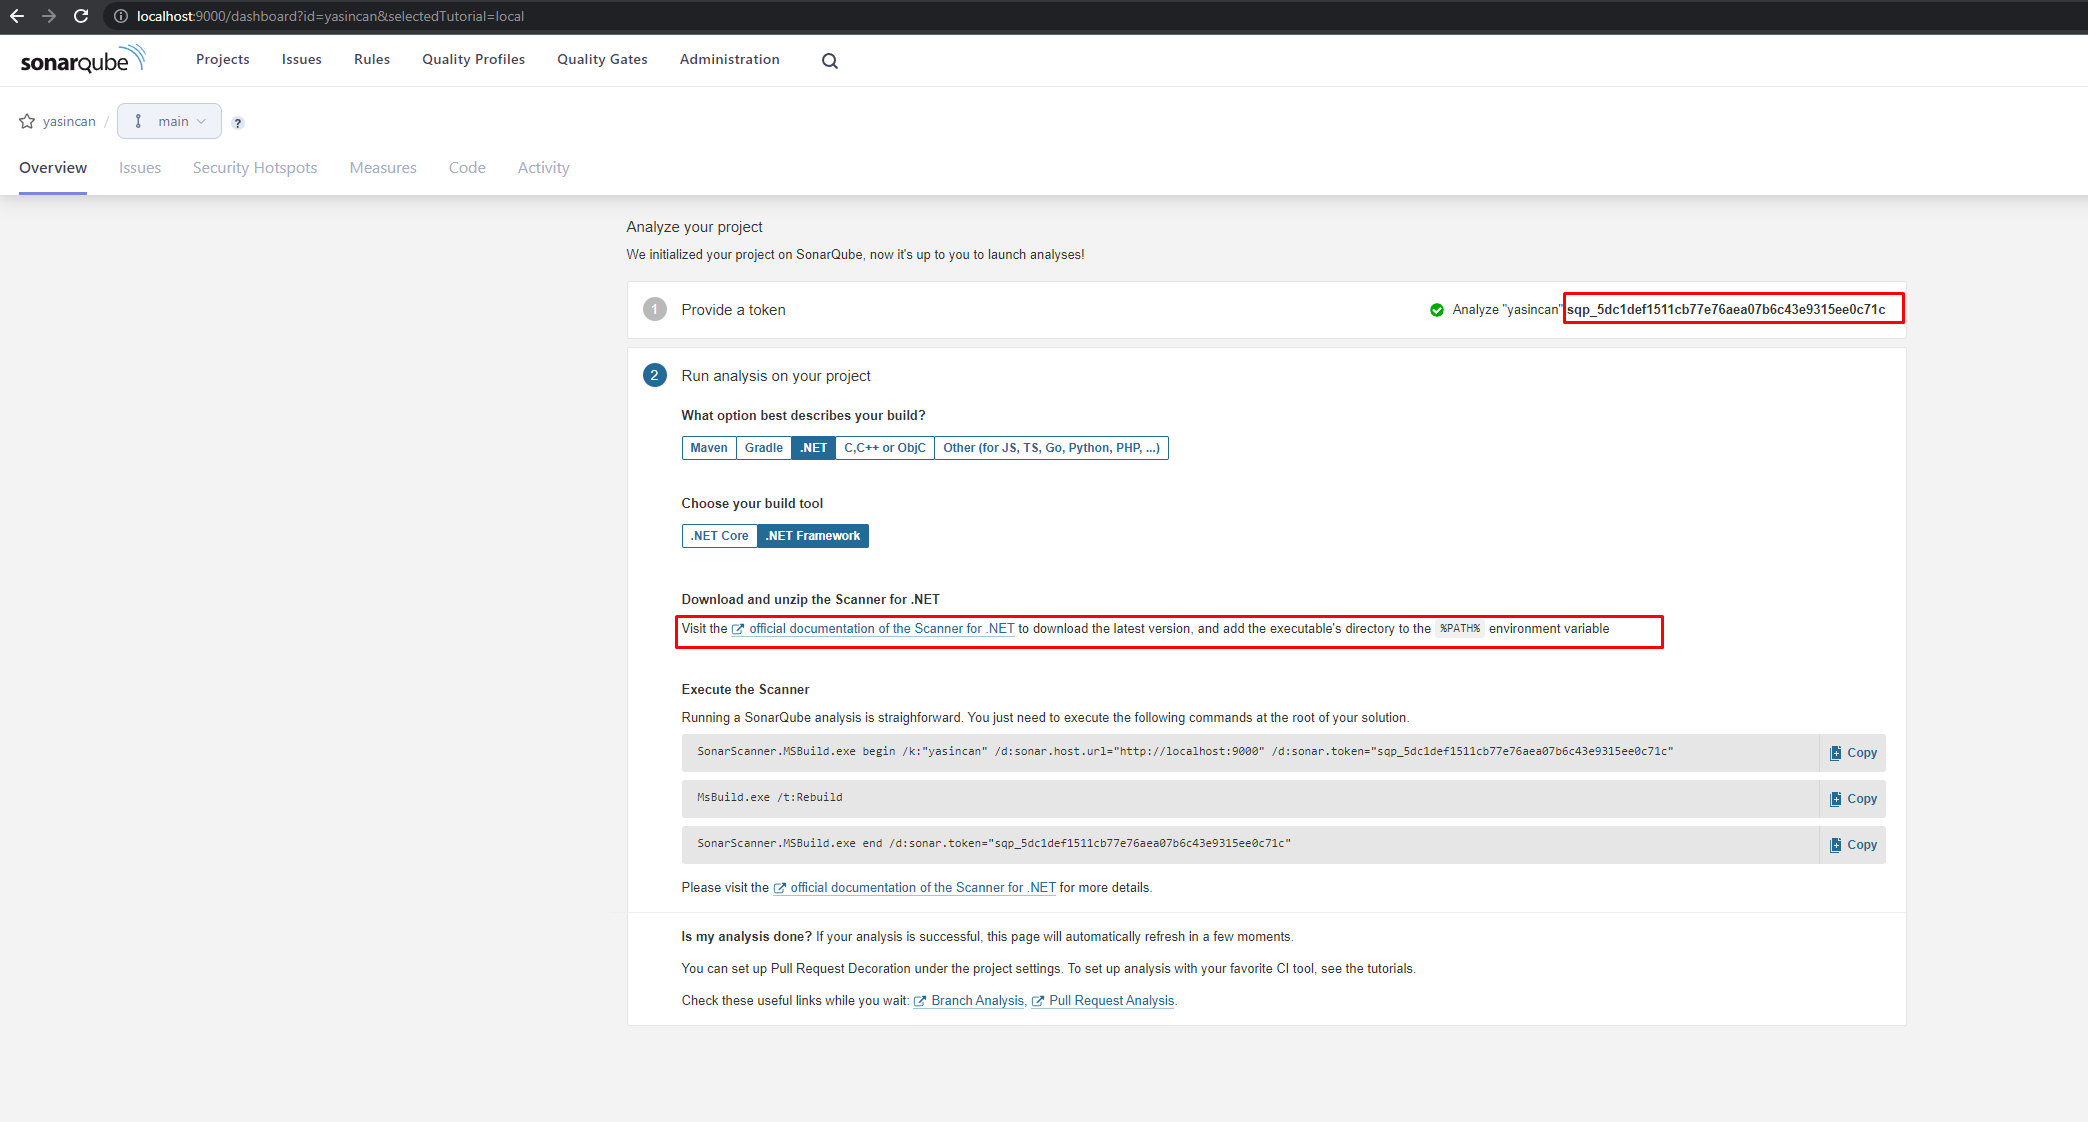 localhost:9000/dashboard?id=yasincan&selectedTutorial=local
sonarqube Projects Issues Rules Quality Profiles Quality Gates Administration
yasincan / main ?
Overview Issues Security Hotspots Measures Code Activity
Analyze your project
We initialized your project on SonarQube, now it's up to you to launch analyses!
1 Provide a token Analyze "yasincan" sqp_5dc1def1511cb77e76aea07b6c43e9315ee0c71c
2 Run analysis on your project
What option best describes your build?
Maven Gradle .NET C,C++ or ObjC Other (for JS, TS, Go, Python, PHP, ...)
Choose your build tool
.NET Core .NET Framework
Download and unzip the Scanner for .NET
Visit the official documentation of the Scanner for .NET to download the latest version, and add the executable's directory to the %PATH% environment variable
Execute the Scanner
Running a SonarQube analysis is straighforward. You just need to execute the following commands at the root of your solution.
SonarScanner.MSBuild.exe begin /k:"yasincan" /d:sonar.host.url="http://localhost:9000" /d:sonar.token="sqp_5dc1def1511cb77e76aea07b6c43e9315ee0c71c" Copy
MsBuild.exe /t:Rebuild Copy
SonarScanner.MSBuild.exe end /d:sonar.token="sqp_5dc1def1511cb77e76aea07b6c43e9315ee0c71c" Copy
Please visit the official documentation of the Scanner for .NET for more details.
Is my analysis done? If your analysis is successful, this page will automatically refresh in a few moments.
You can set up Pull Request Decoration under the project settings. To set up analysis with your favorite CI tool, see the tutorials.
Check these useful links while you wait: Branch Analysis, Pull Request Analysis.